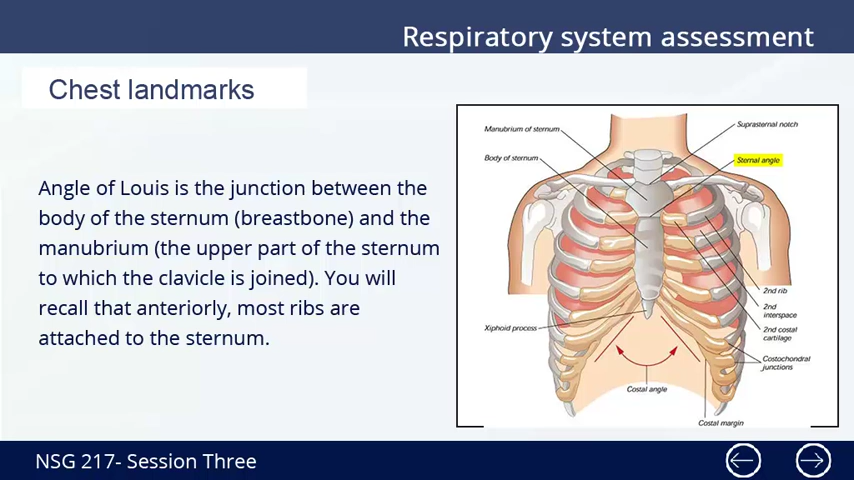 Respiratory system assessment
Chest landmarks
Angle of Louis is the junction between the
body of the sternum (breastbone) and the
manubrium (the upper part of the sternum
to which the clavicle is joined). You will
recall that anteriorly, most ribs are
attached to the sternum.
Manubrium of sternum
Body of sternum
Xiphoid process
Suprasternal notch
Sternal angle
2nd rib
2nd
interspace
2nd costal
cartilage
Costochondral
junctions
Costal angle
Costal margin
NSG 217- Session Three